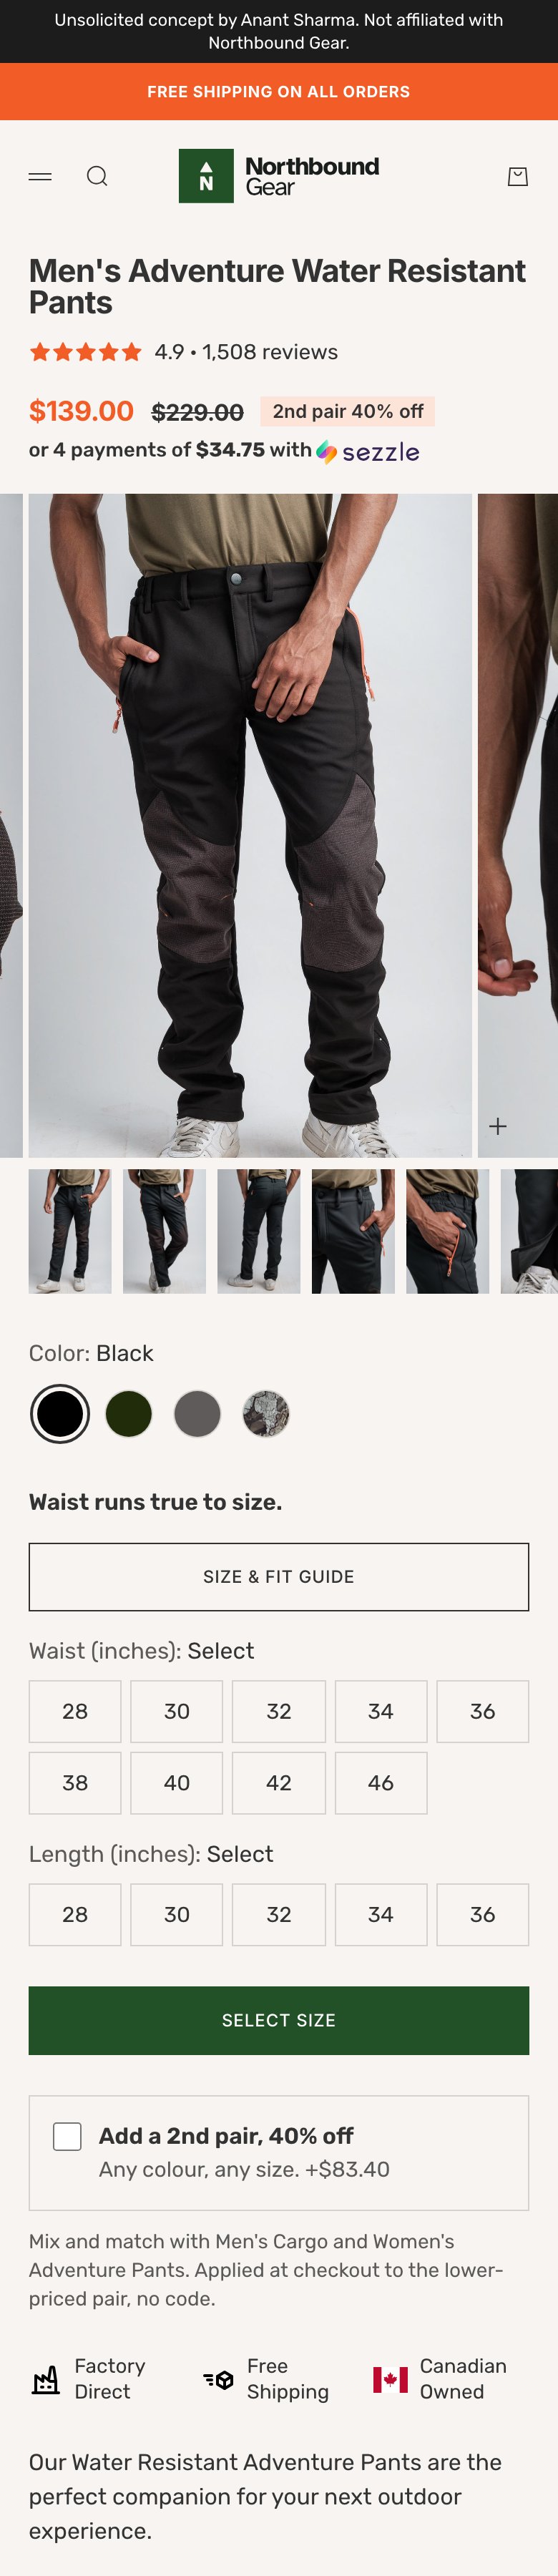 Unsolicited concept by Anant Sharma. Not affiliated with
Northbound Gear.
FREE SHIPPING ON ALL ORDERS
N
Northbound
Gear
Men's Adventure Water Resistant
Pants
4.9 • 1,508 reviews
$139.00 $229.00 2nd pair 40% off
or 4 payments of $34.75 with sezzle
Color: Black
Waist runs true to size.
SIZE & FIT GUIDE
Waist (inches): Select
28 30 32 34 36
38 40 42 46
Length (inches): Select
28 30 32 34 36
SELECT SIZE
Add a 2nd pair, 40% off
Any colour, any size. +$83.40
Mix and match with Men's Cargo and Women's
Adventure Pants. Applied at checkout to the lower-
priced pair, no code.
Factory
Direct
Free
Shipping
Canadian
Owned
Our Water Resistant Adventure Pants are the
perfect companion for your next outdoor
experience.